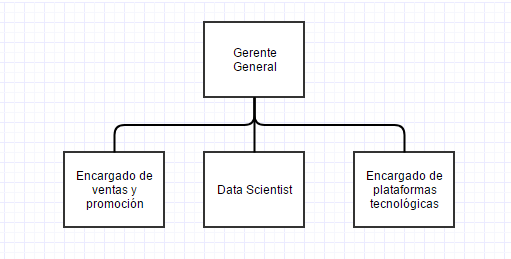 Gerente
General
Encargado de
ventas y
promoción
Data Scientist
Encargado de
plataformas
tecnológicas